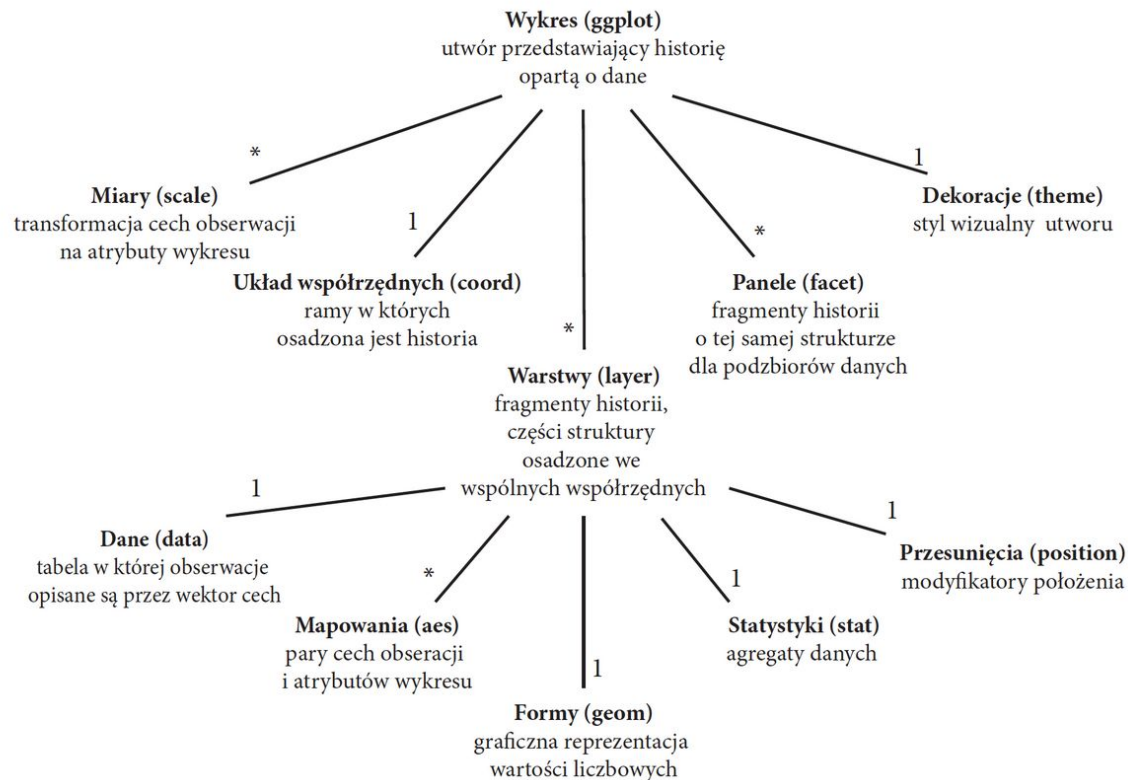 Wykres (ggplot)
utwór przedstawiający historię
opartą o dane
*
Miary (scale)
transformacja cech obserwacji
na atrybuty wykresu
1
Układ współrzędnych (coord)
ramy w których
osadzona jest historia
*
Warstwy (layer)
fragmenty historii,
części struktury
osadzone we
wspólnych współrzędnych
*
Panele (facet)
fragmenty historii
o tej samej strukturze
dla podzbiorów danych
1
Dekoracje (theme)
styl wizualny utworu
1
Dane (data)
tabela w której obserwacje
opisane są przez wektor cech
*
Mapowania (aes)
pary cech obseracji
i atrybutów wykresu
1
Formy (geom)
graficzna reprezentacja
wartości liczbowych
1
Statystyki (stat)
agregaty danych
1
Przesunięcia (position)
modyfikatory położenia